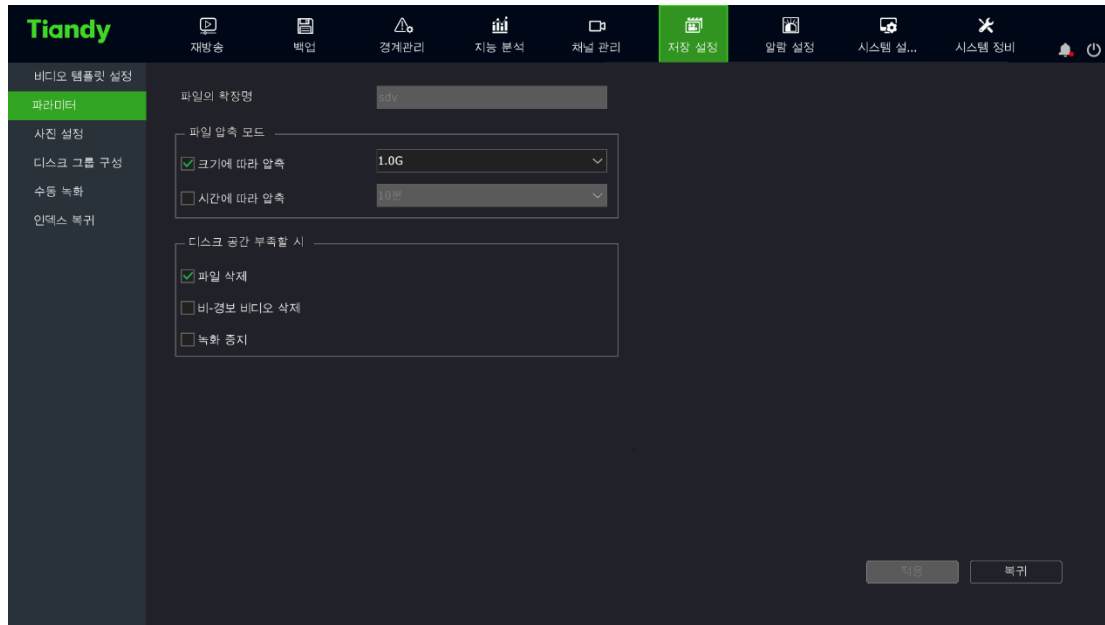 Tiandy
재방송 백업 경계관리 지능 분석 채널 관리 저장 설정 알람 설정 시스템 설... 시스템 정비
비디오 템플릿 설정
파라미터
사진 설정
디스크 그룹 구성
수동 녹화
인덱스 복귀
파일의 확장명 sdv
파일 압축 모드
크기에 따라 압축 1.0G
시간에 따라 압축 10분
디스크 공간 부족할 시
파일 삭제
비-경보 비디오 삭제
녹화 중지
적용 복귀